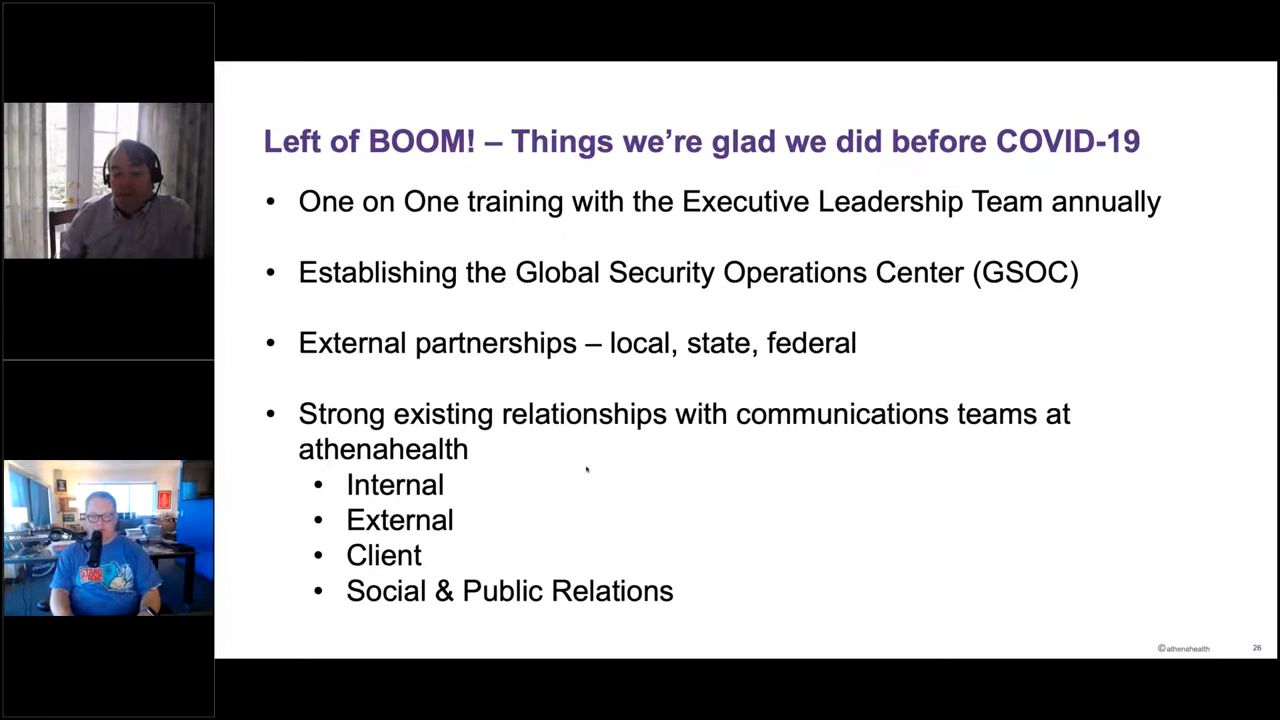 Left of BOOM! – Things we're glad we did before COVID-19
• One on One training with the Executive Leadership Team annually
• Establishing the Global Security Operations Center (GSOC)
• External partnerships – local, state, federal
• Strong existing relationships with communications teams at
athenahealth
• Internal
• External
• Client
• Social & Public Relations
©athenahealth
26